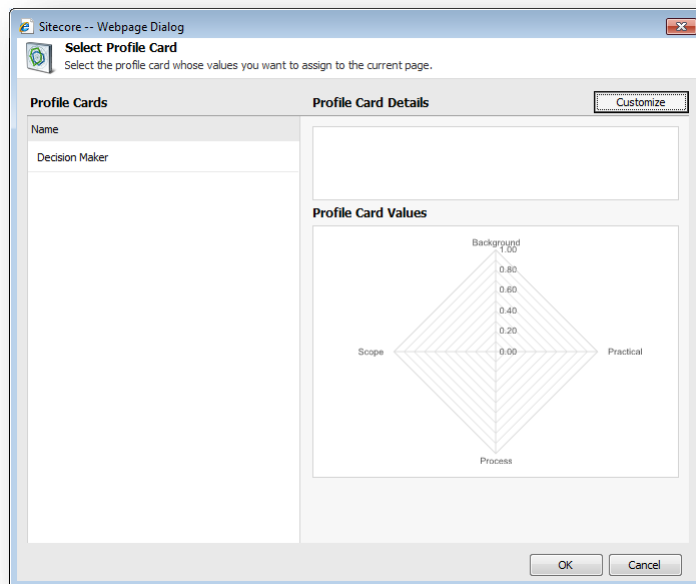 Sitecore -- Webpage Dialog
Select Profile Card
Select the profile card whose values you want to assign to the current page.
Profile Cards
Profile Card Details
Customize
Name
Decision Maker
Profile Card Values
Background
1.00
0.80
0.60
0.40
0.20
Scope
0.00
Practical
Process
OK
Cancel